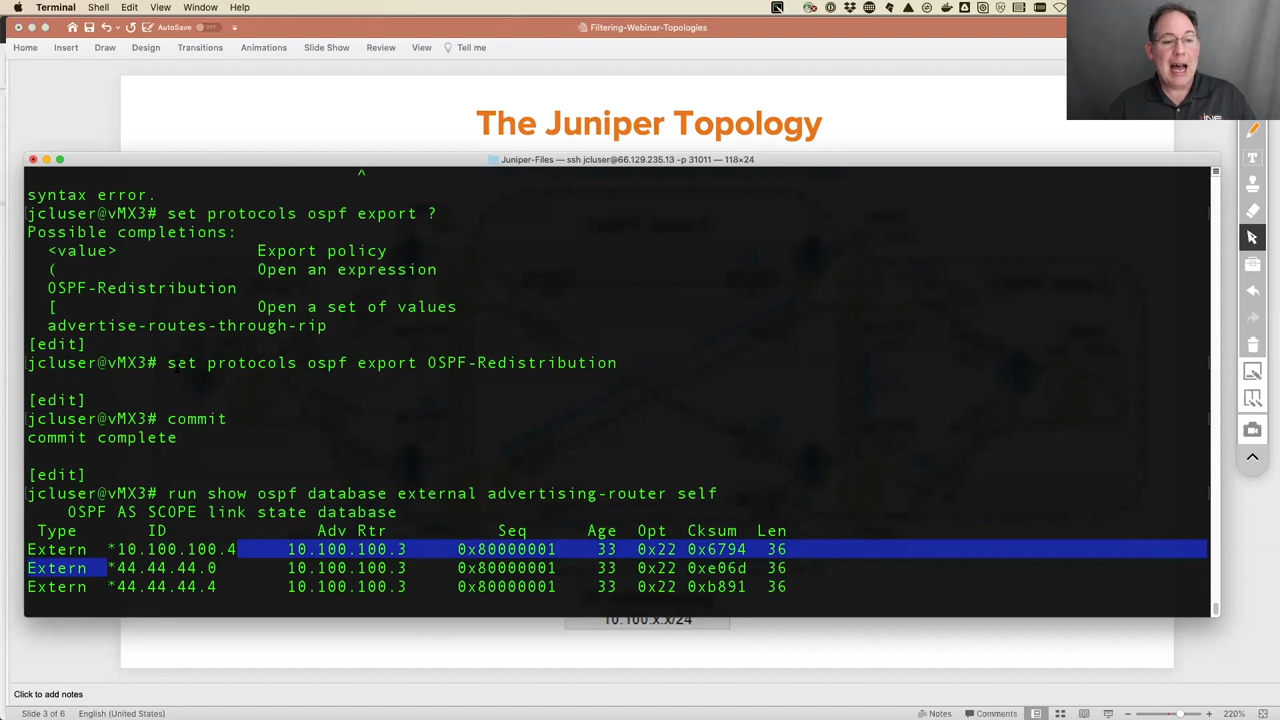 Terminal Shell Edit View Window Help
AutoSave OFF
Filtering-Webinar-Topologies
Home Insert Draw Design Transitions Animations Slide Show Review View Tell me
The Juniper Topology
Juniper-Files — ssh jcluser@66.129.235.13 -p 31011 — 118×24
^
syntax error.
[jcluser@vMX3# set protocols ospf export ?
Possible completions:
<value> Export policy
( Open an expression
OSPF-Redistribution
[ Open a set of values
advertise-routes-through-rip
[edit]
[jcluser@vMX3# set protocols ospf export OSPF-Redistribution
[edit]
[jcluser@vMX3# commit
commit complete
[edit]
[jcluser@vMX3# run show ospf database external advertising-router self
OSPF AS SCOPE link state database
Type ID Adv Rtr Seq Age Opt Cksum Len
Extern *10.100.100.4 10.100.100.3 0x80000001 33 0x22 0x6794 36
Extern *44.44.44.0 10.100.100.3 0x80000001 33 0x22 0xe06d 36
Extern *44.44.44.4 10.100.100.3 0x80000001 33 0x22 0xb891 36
10.100.x.x/24
Click to add notes
Slide 3 of 6 English (United States) Notes Comments 220%